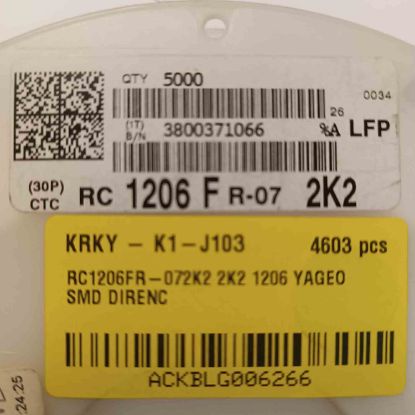 QTY 5000
0034
26
(1T)
B/N 3800371066 LFP
(30P)
CTC RC 1206 F R-07 2K2
KRKY - K1-J103 4603 pcs
RC1206FR-072K2 2K2 1206 YAGEO
SMD DIRENC
ACKBLG006266
:24:25